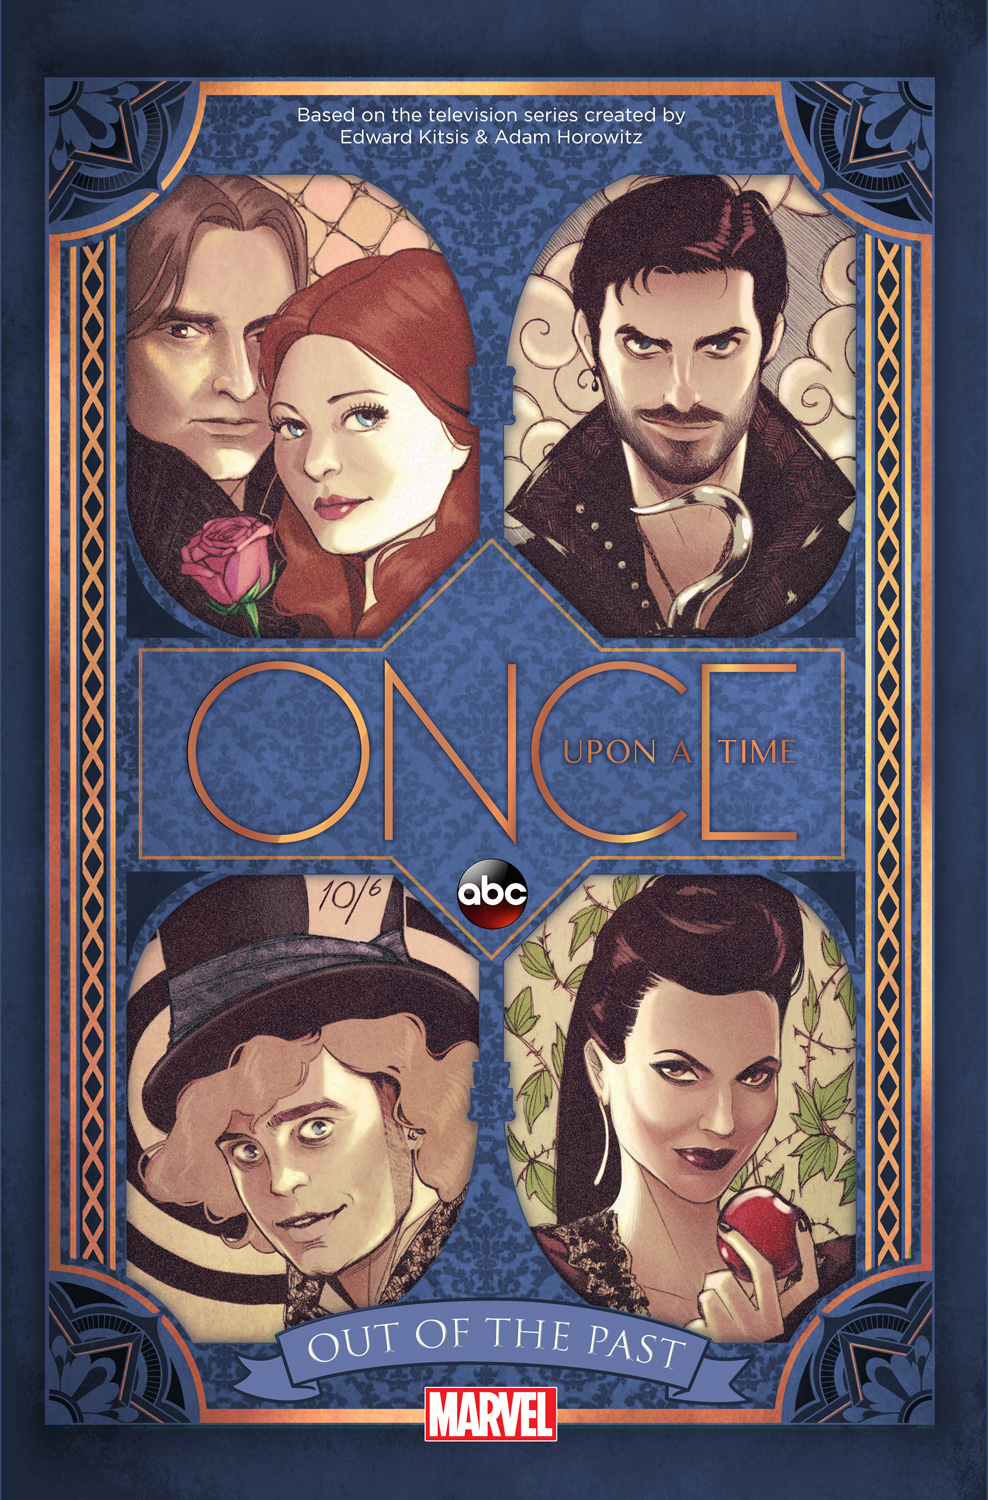 Based on the television series created by
Edward Kitsis & Adam Horowitz
ONCE
UPON A TIME
abc
10/6
OUT OF THE PAST
MARVEL